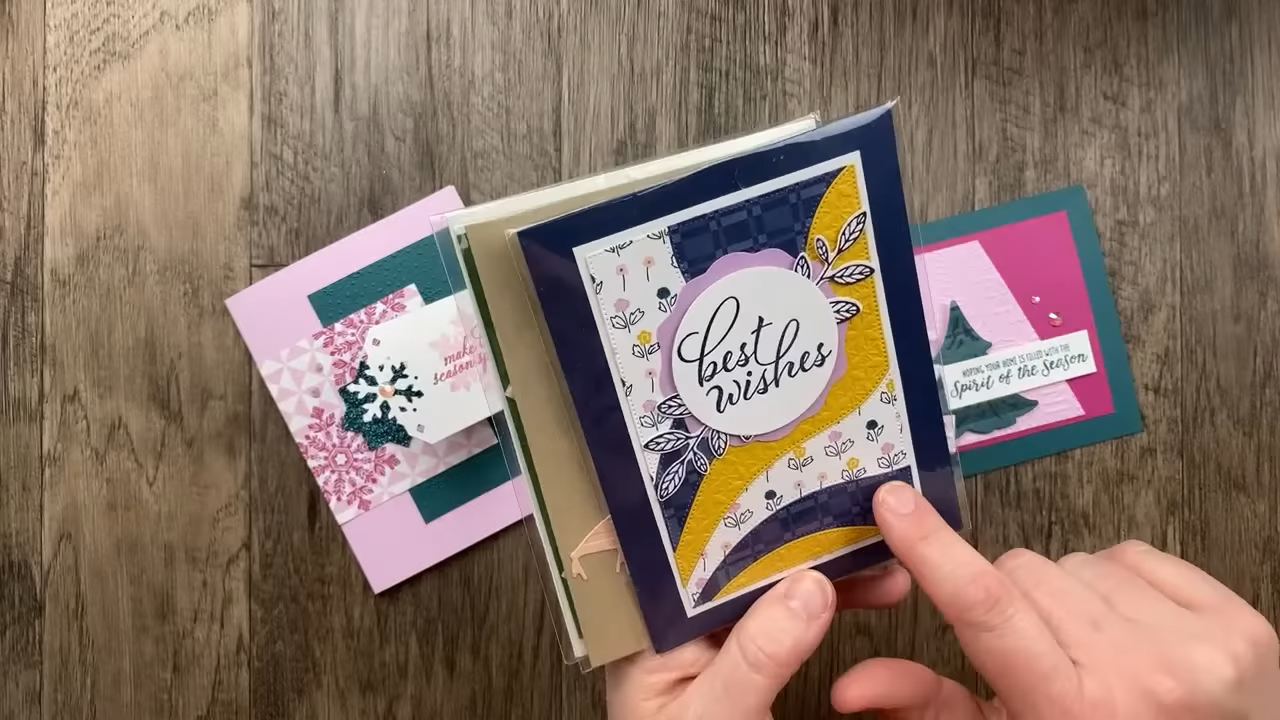 make
season
best
wishes
HOPING YOUR HOME IS FILLED WITH THE
Spirit of the Season